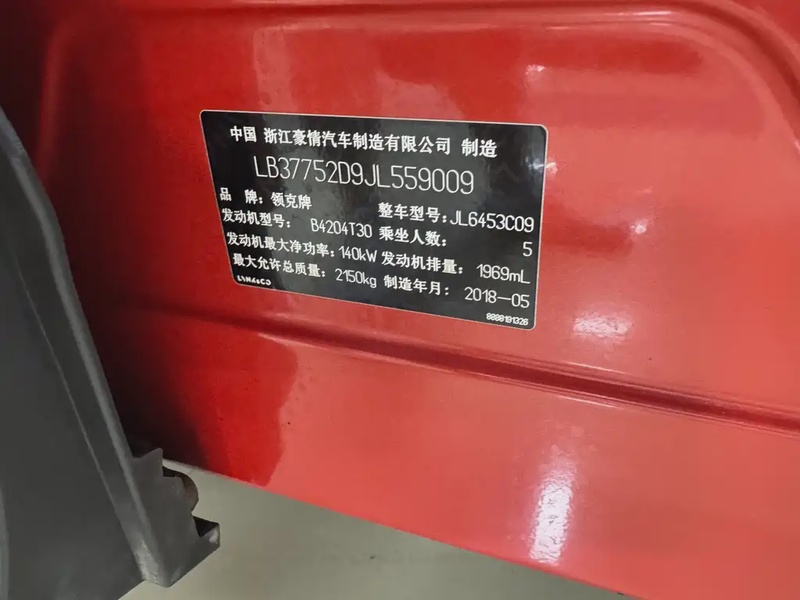 中国 浙江豪情汽车制造有限公司 制造
LB37752D9JL559009
品 牌：领克牌 整车型号：JL6453C09
发动机型号： B4204T30 乘坐人数： 5
发动机最大净功率：140kW 发动机排量： 1969mL
最大允许总质量：2150kg 制造年月： 2018-05
LYNK&CO 8888191326